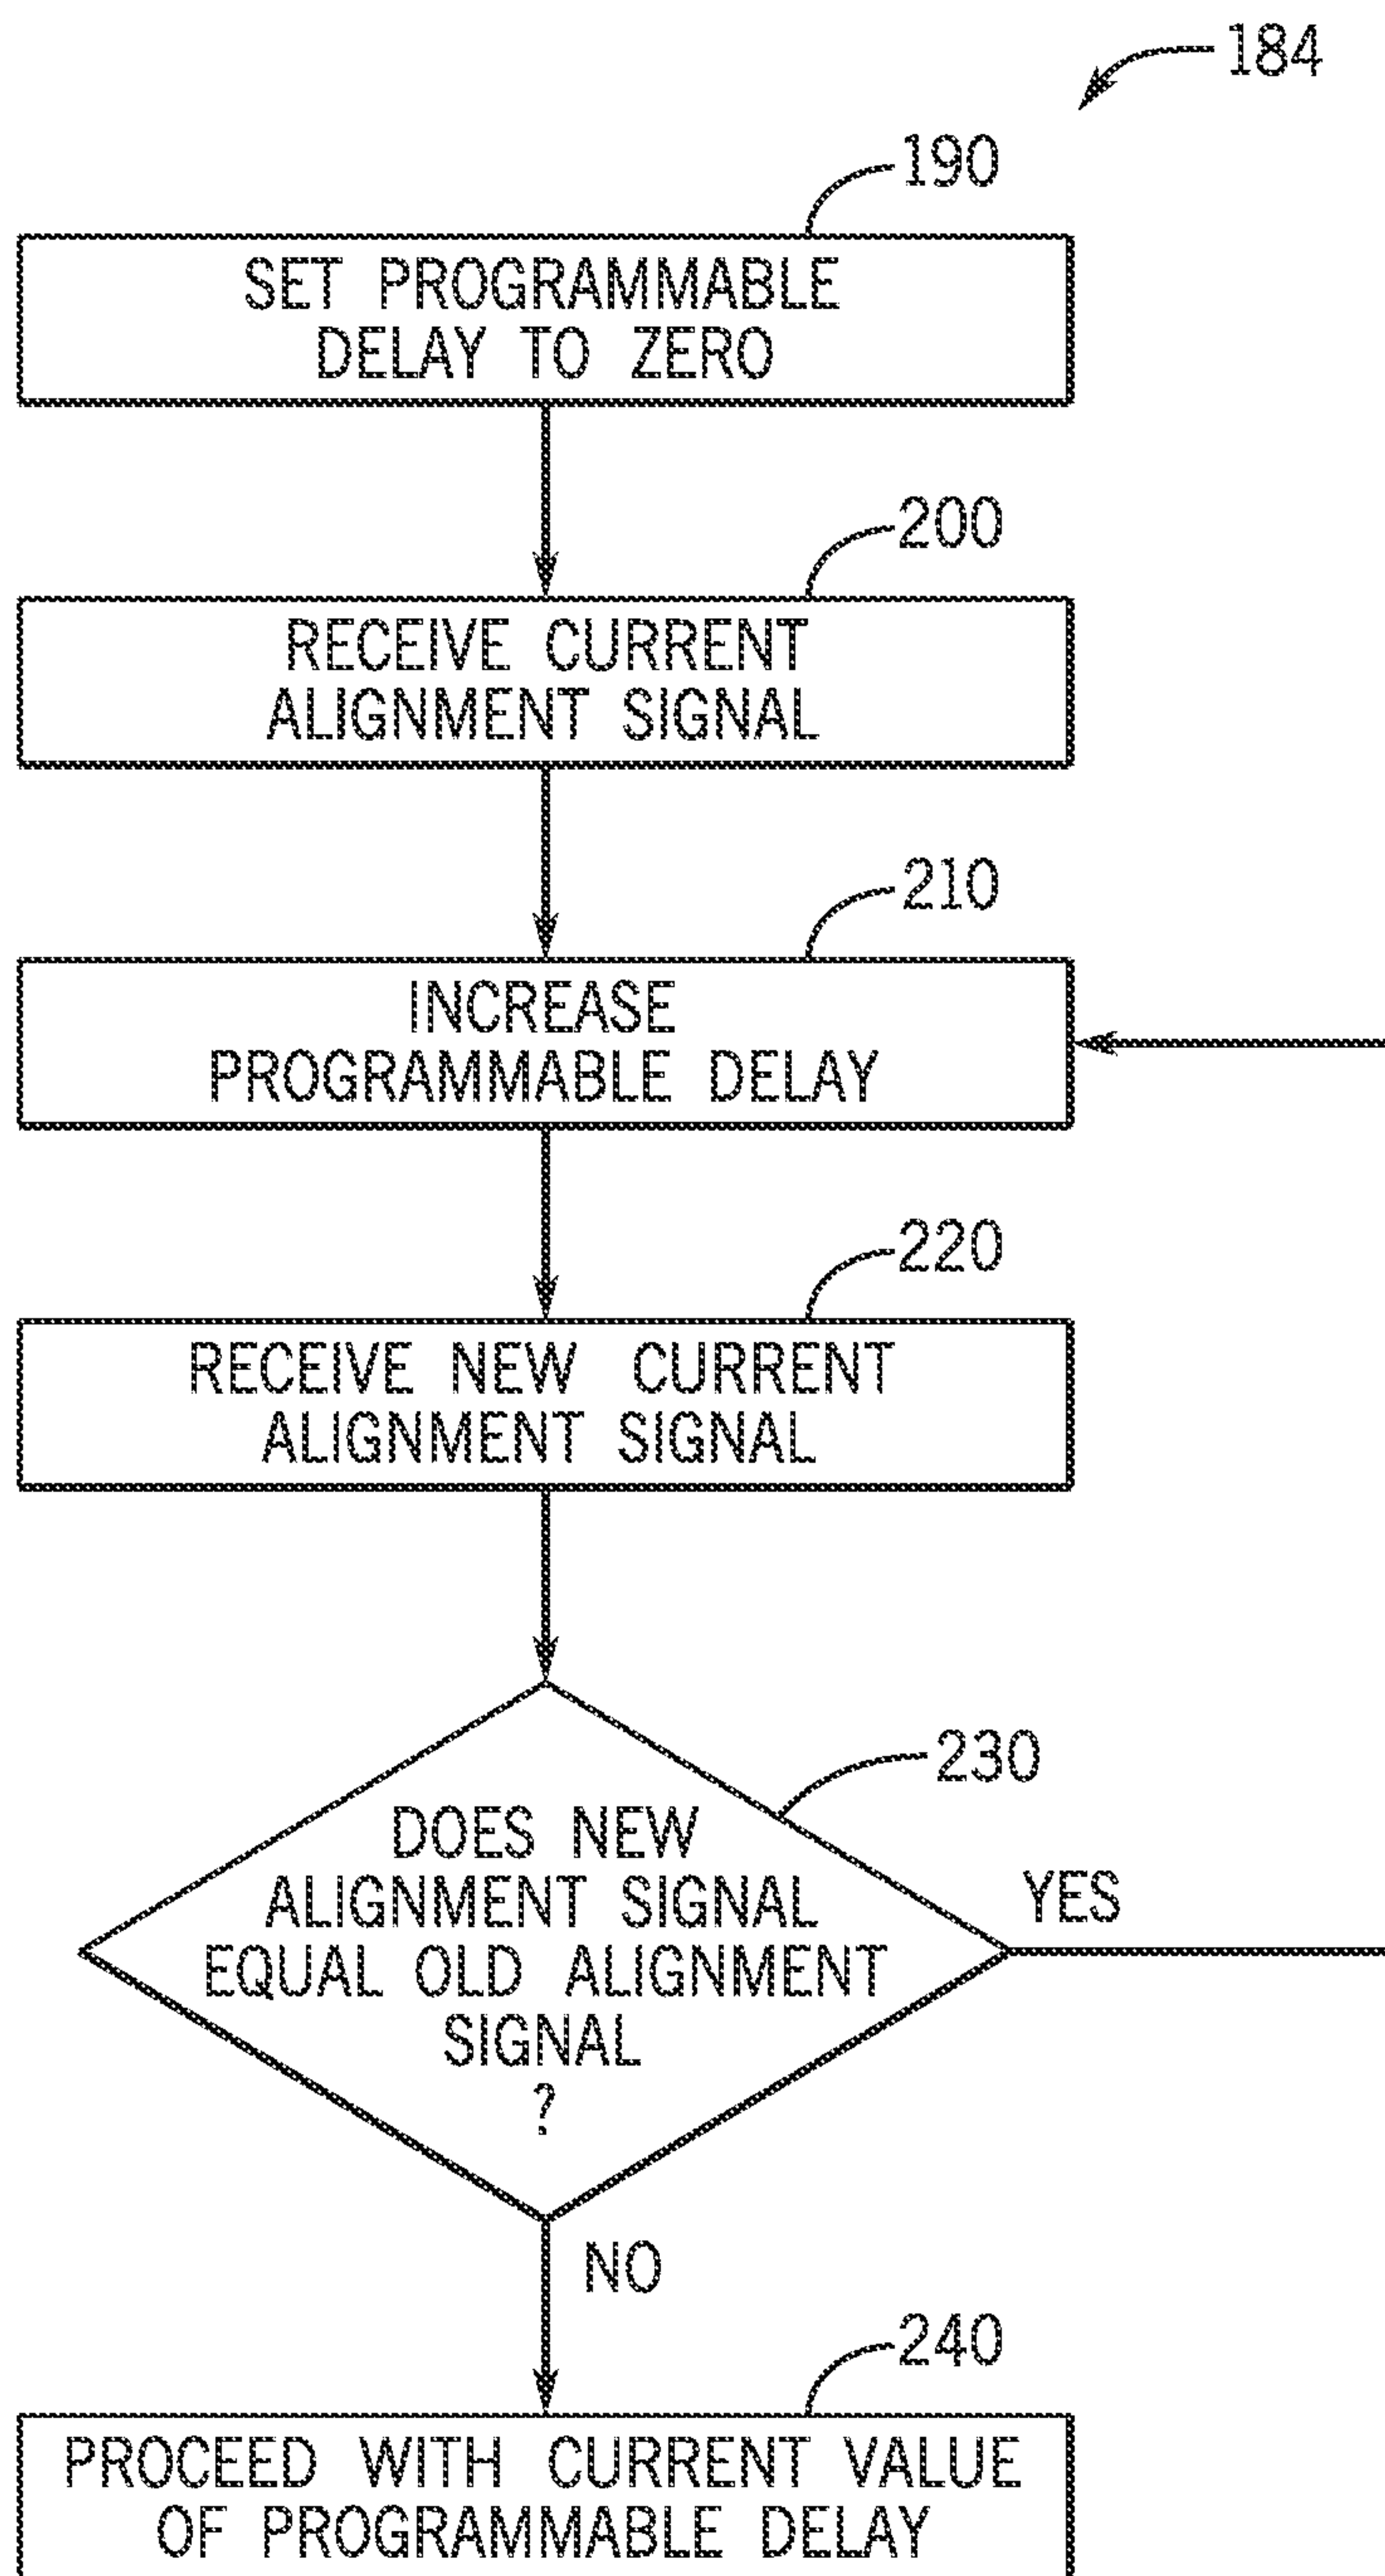 184
190
SET PROGRAMMABLE
DELAY TO ZERO
200
RECEIVE CURRENT
ALIGNMENT SIGNAL
210
INCREASE
PROGRAMMABLE DELAY
220
RECEIVE NEW CURRENT
ALIGNMENT SIGNAL
230
DOES NEW
ALIGNMENT SIGNAL
EQUAL OLD ALIGNMENT
SIGNAL
?
YES
NO
240
PROCEED WITH CURRENT VALUE
OF PROGRAMMABLE DELAY